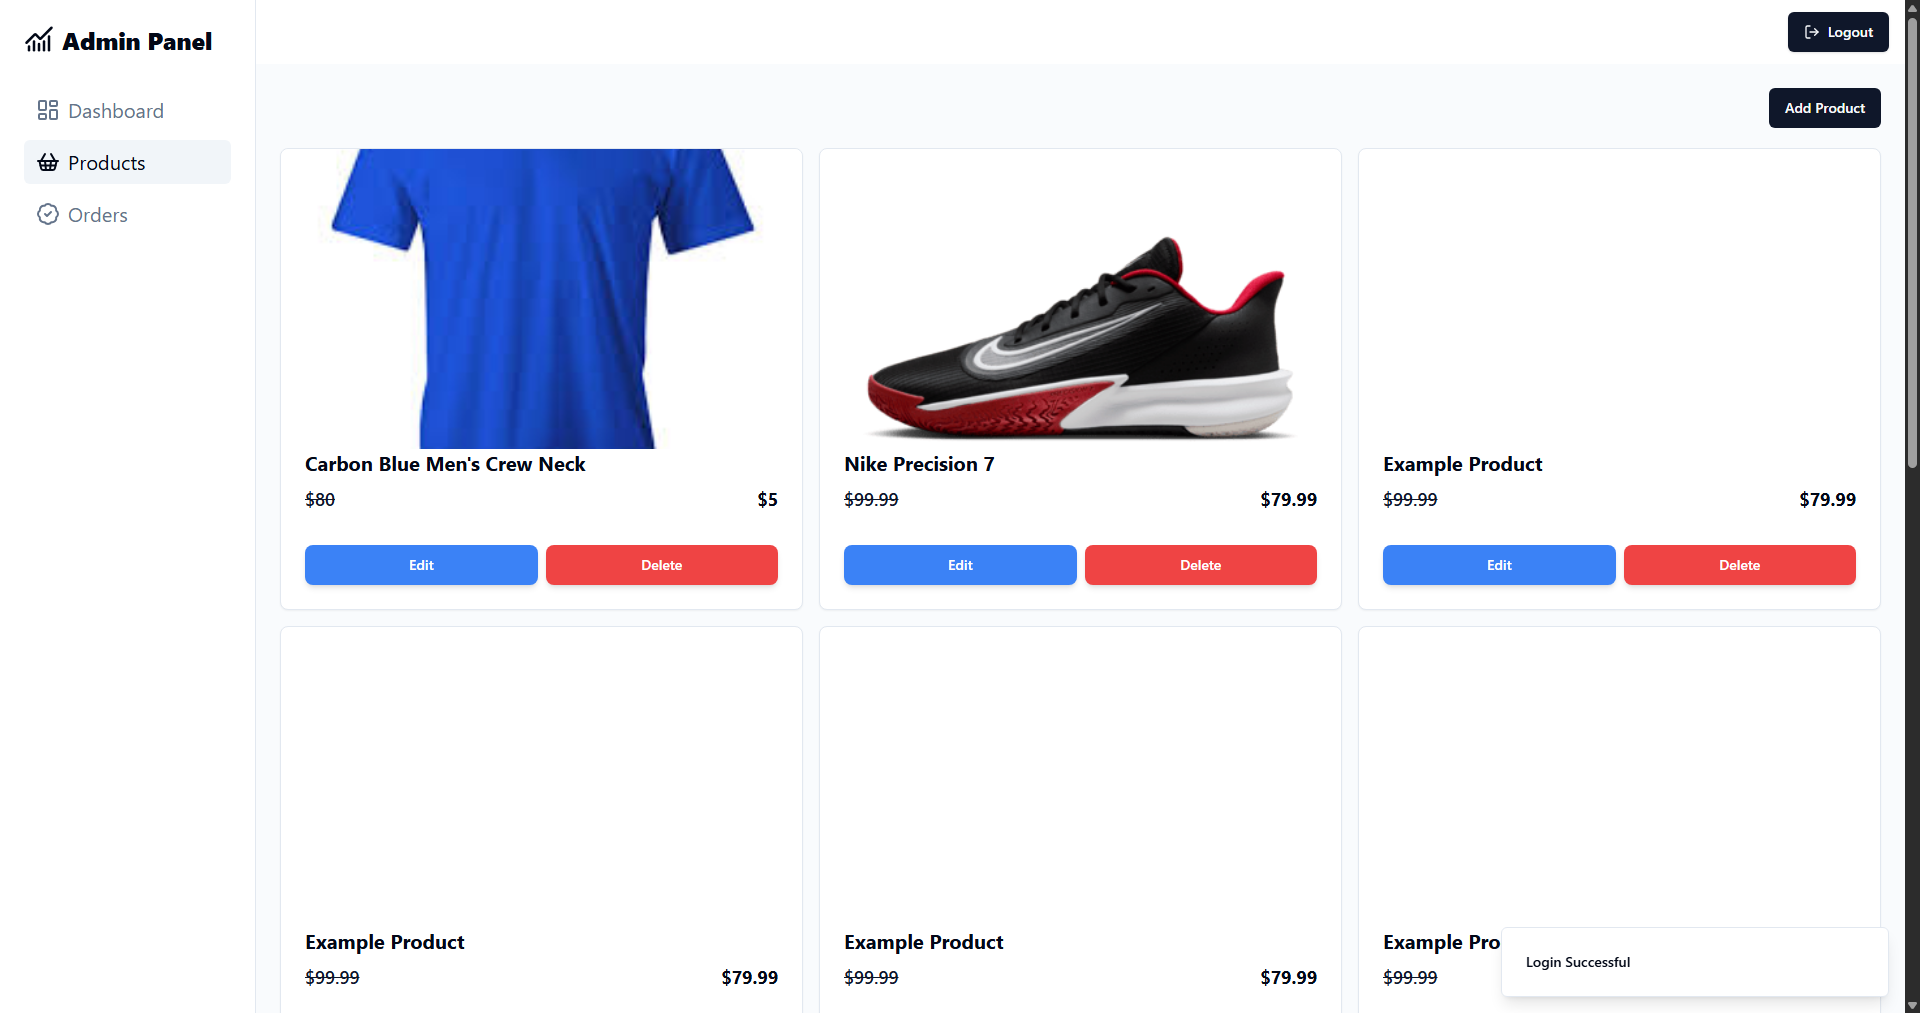 Admin Panel
Logout
Dashboard
Products
Orders
Add Product
Carbon Blue Men's Crew Neck
$80 $5
Edit Delete
Nike Precision 7
$99.99 $79.99
Edit Delete
Example Product
$99.99 $79.99
Edit Delete
Example Product
$99.99 $79.99
Example Product
$99.99 $79.99
Example Pro
$99.99
Login Successful